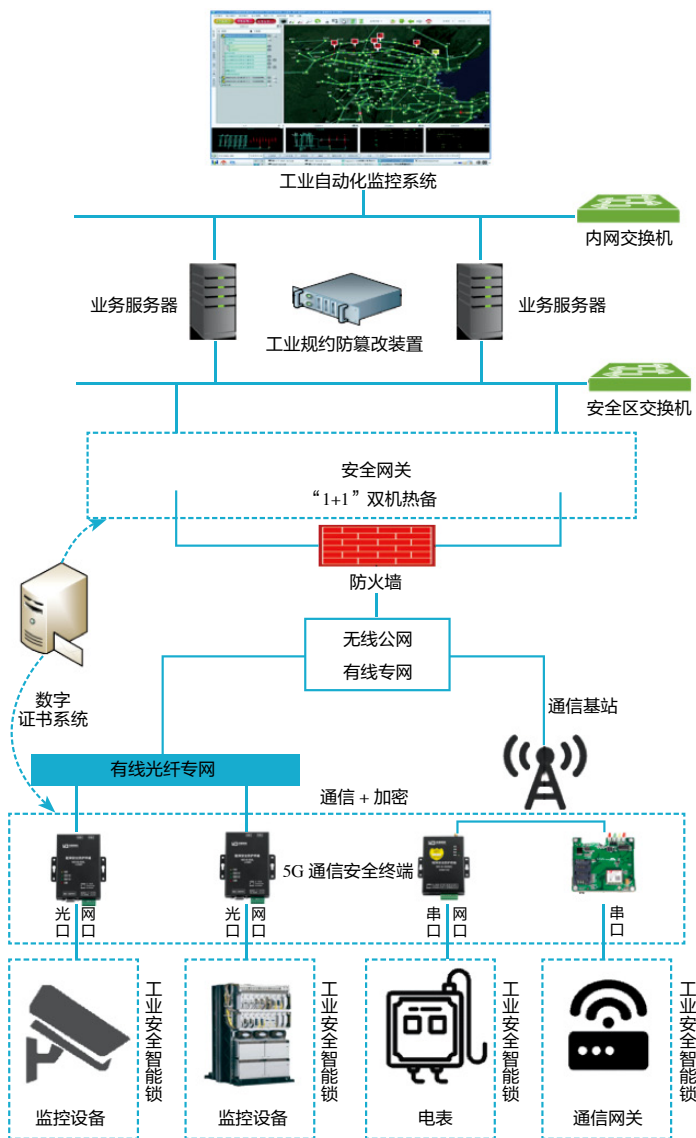 工业自动化监控系统
内网交换机
业务服务器
业务服务器
工业规约防篡改装置
安全区交换机
安全网关
“1+1”双机热备
防火墙
无线公网
有线专网
数字
证书系统
通信基站
有线光纤专网
通信 + 加密
5G 通信安全终端
光口
网口
光口
网口
串口
网口
串口
工业安全智能锁
工业安全智能锁
工业安全智能锁
工业安全智能锁
监控设备
监控设备
电表
通信网关